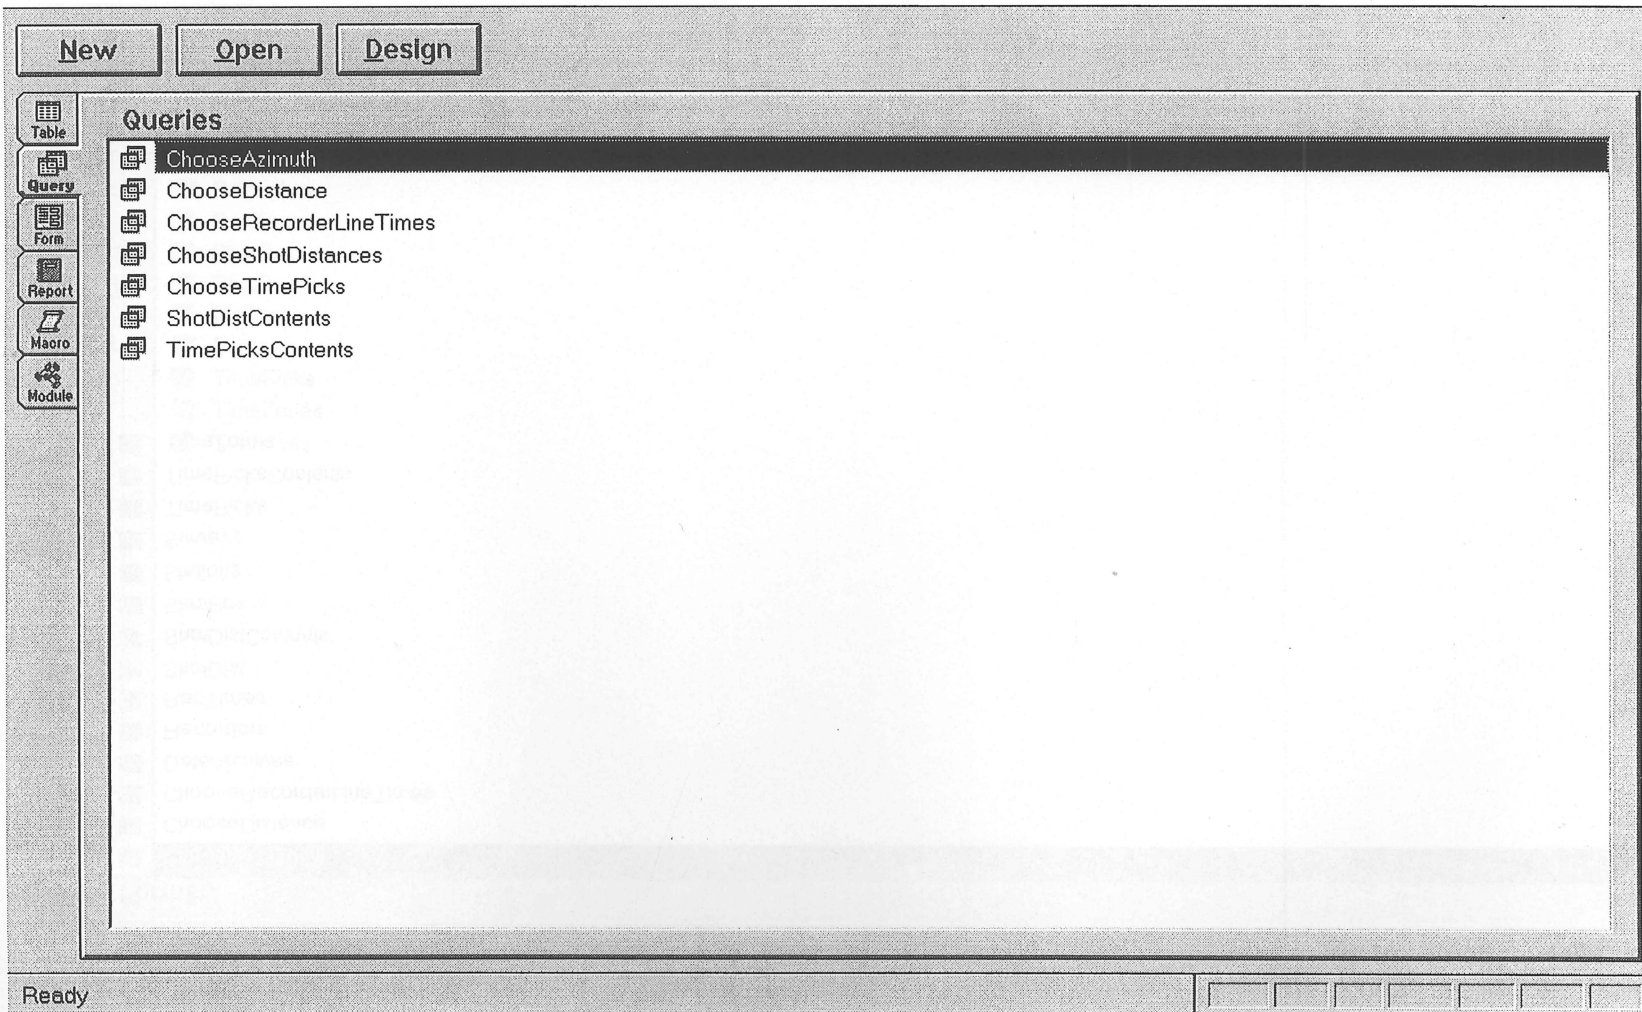 New Open Design
Table
Query
Form
Report
Macro
Module
Queries
ChooseAzimuth
ChooseDistance
ChooseRecorderLineTimes
ChooseShotDistances
ChooseTimePicks
ShotDistContents
TimePicksContents
Ready